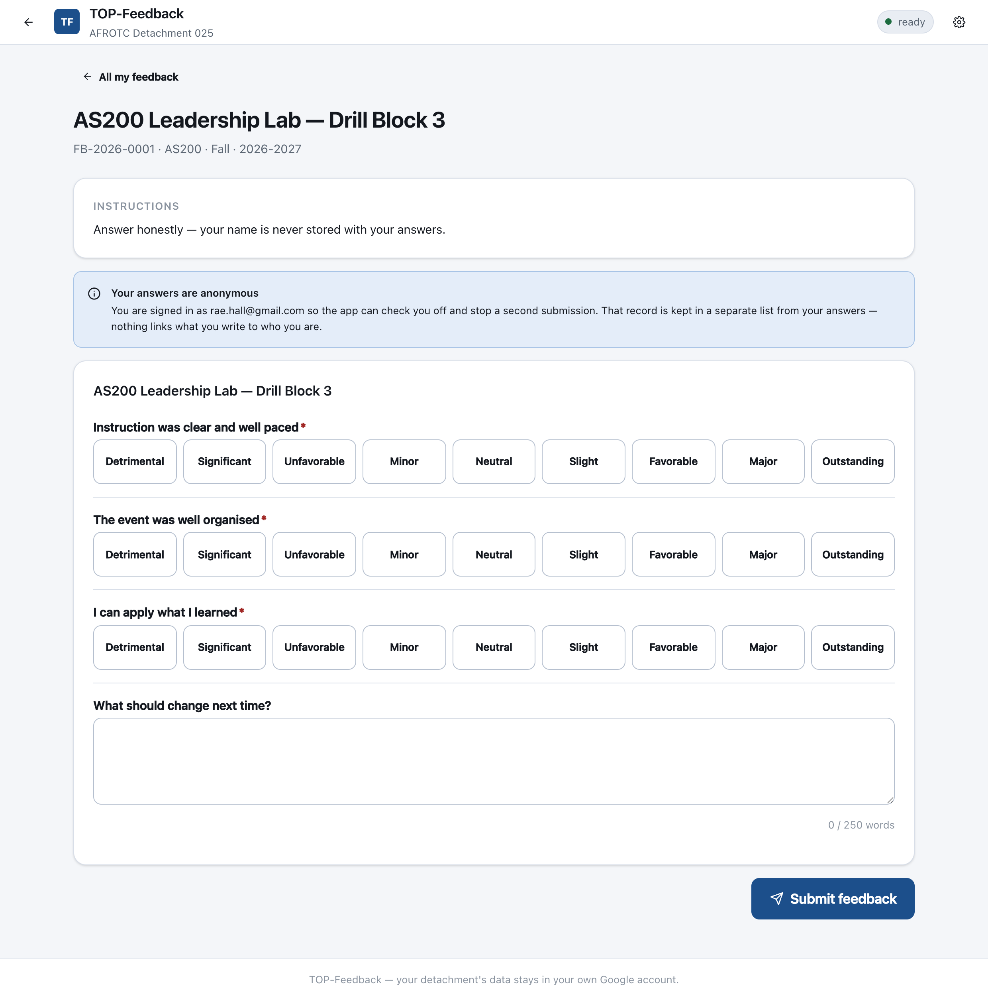 TF
TOP-Feedback
AFROTC Detachment 025
ready
All my feedback
AS200 Leadership Lab — Drill Block 3
FB-2026-0001 · AS200 · Fall · 2026-2027
INSTRUCTIONS
Answer honestly — your name is never stored with your answers.
Your answers are anonymous
You are signed in as rae.hall@gmail.com so the app can check you off and stop a second submission. That record is kept in a separate list from your answers —
nothing links what you write to who you are.
AS200 Leadership Lab — Drill Block 3
Instruction was clear and well paced*
Detrimental Significant Unfavorable Minor Neutral Slight Favorable Major Outstanding
The event was well organised*
Detrimental Significant Unfavorable Minor Neutral Slight Favorable Major Outstanding
I can apply what I learned*
Detrimental Significant Unfavorable Minor Neutral Slight Favorable Major Outstanding
What should change next time?
0 / 250 words
Submit feedback
TOP-Feedback — your detachment's data stays in your own Google account.